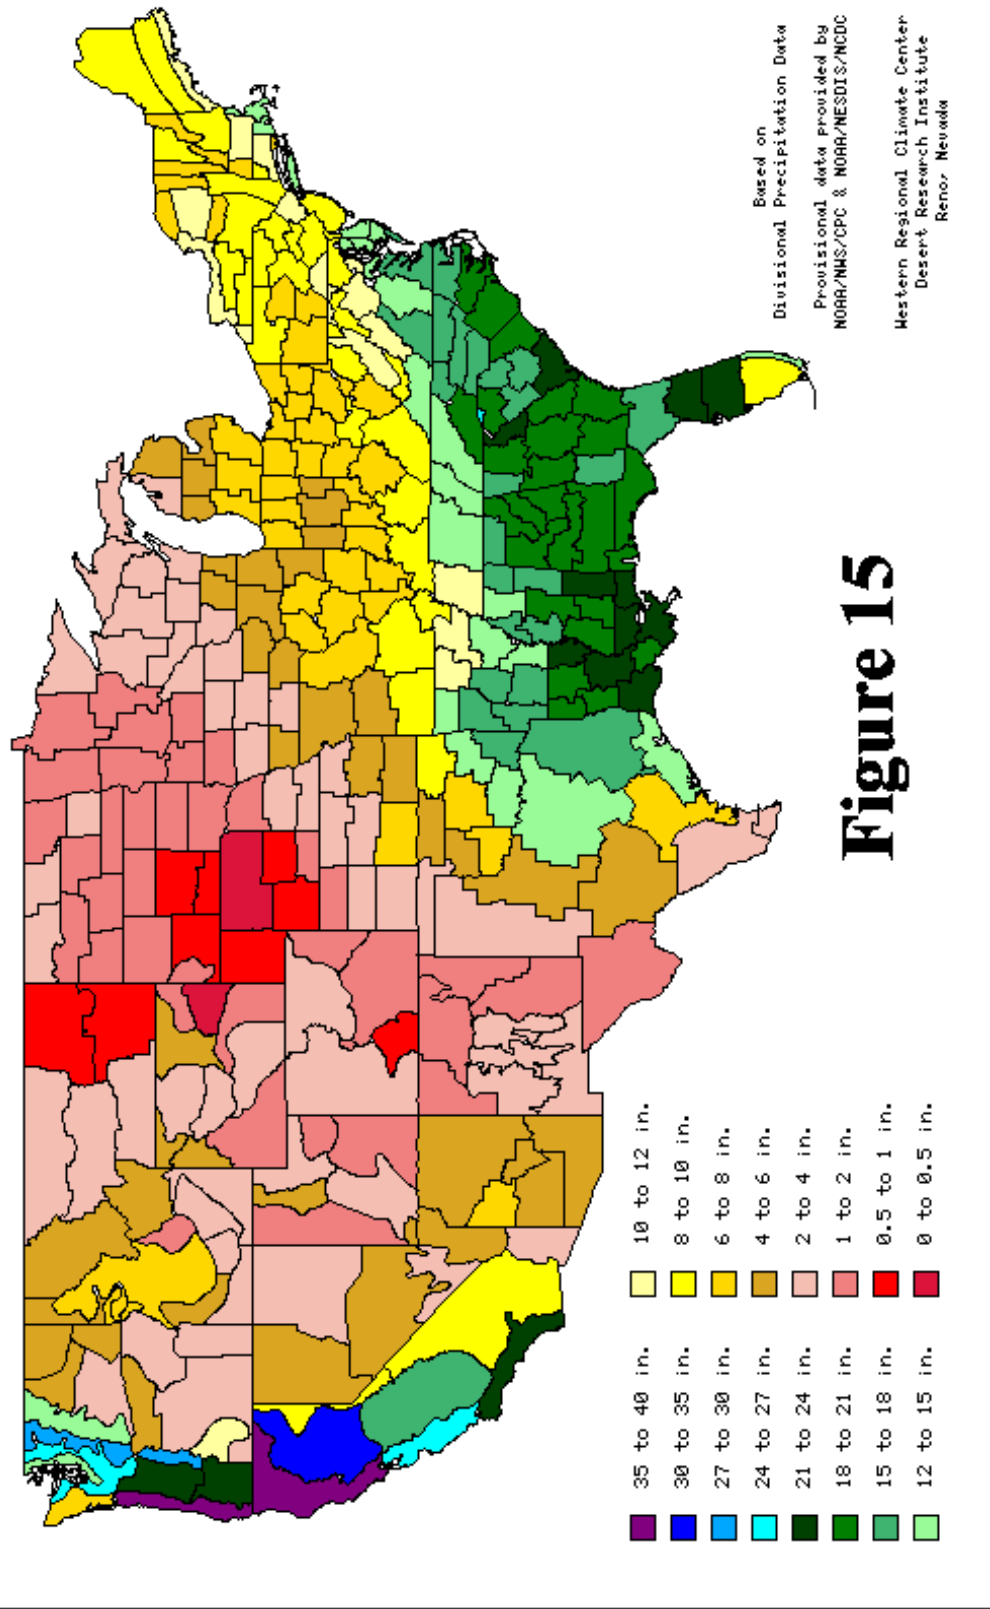 Based on
Divisional Precipitation Data
Provisional data provided by
NOAA/NWS/CPC & NOAA/NESDIS/NCDC
Western Regional Climate Center
Desert Research Institute
Reno, Nevada
35 to 40 in.
30 to 35 in.
27 to 30 in.
24 to 27 in.
21 to 24 in.
18 to 21 in.
15 to 18 in.
12 to 15 in.
10 to 12 in.
8 to 10 in.
6 to 8 in.
4 to 6 in.
2 to 4 in.
1 to 2 in.
0.5 to 1 in.
0 to 0.5 in.
Figure 15